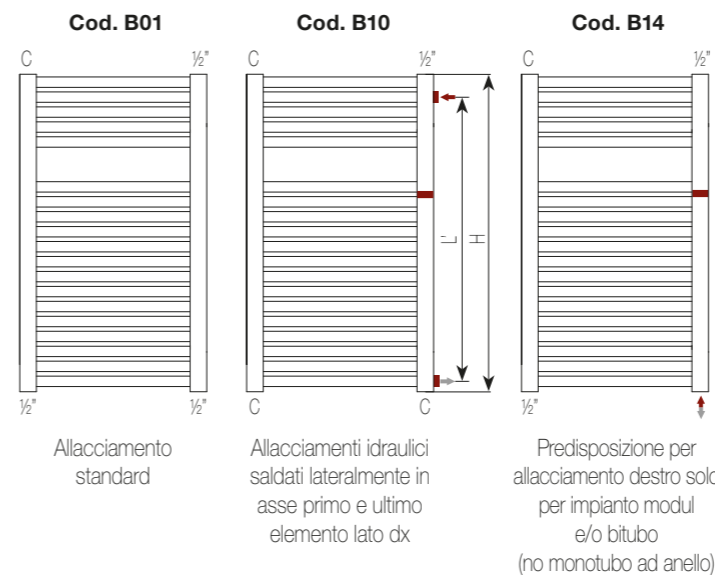 Cod. B01
C ½"
½" ½"
Allacciamento
standard
Cod. B10
C ½"
L'
H
C C
Allacciamenti idraulici
saldati lateralmente in
asse primo e ultimo
elemento lato dx
Cod. B14
C ½"
½"
Predisposizione per
allacciamento destro solo
per impianto modul
e/o bitubo
(no monotubo ad anello)